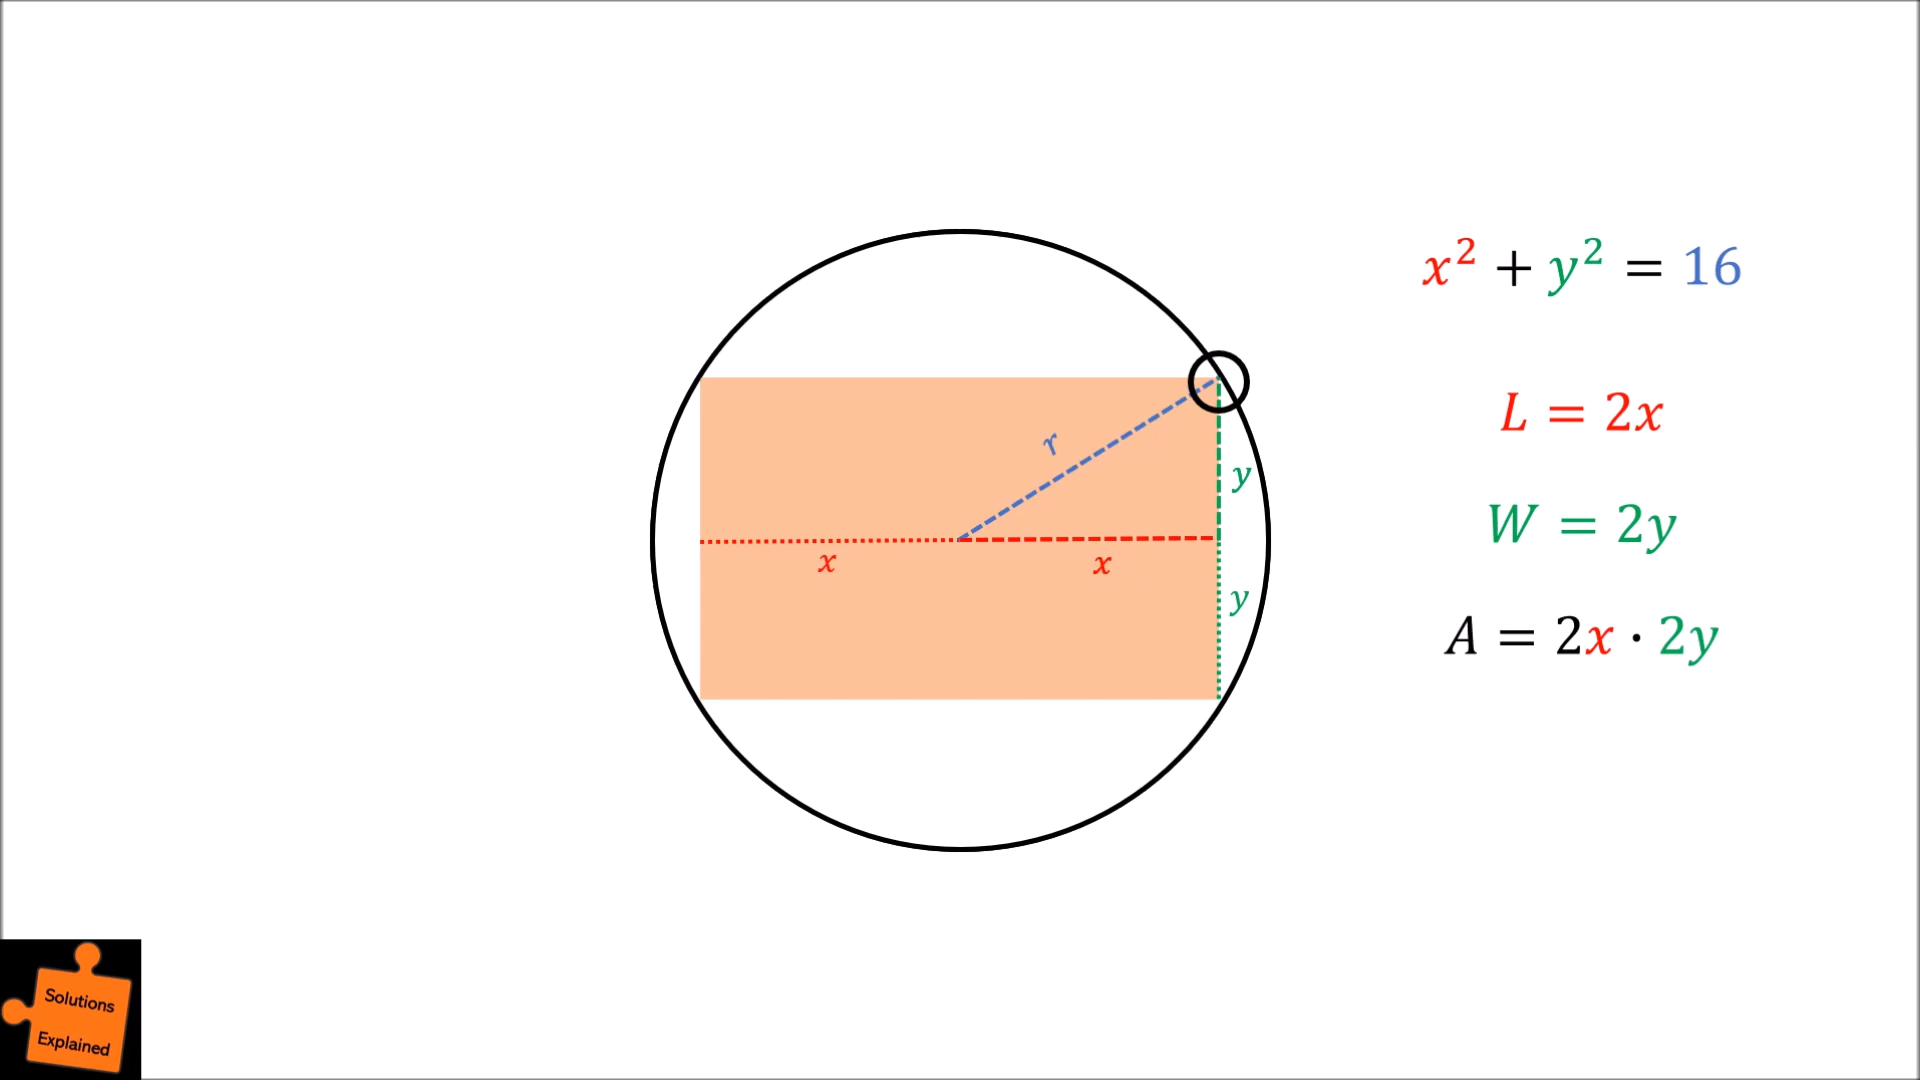 x² + y² = 16
L = 2x
r
y
W = 2y
x
x
y
A = 2x · 2y
Solutions
Explained